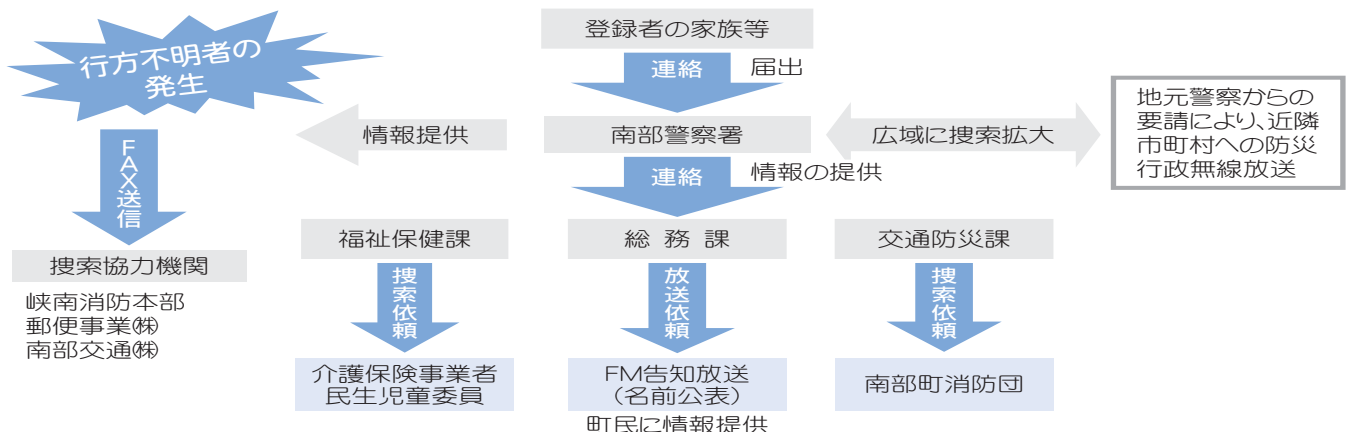 行方不明者の
発生
登録者の家族等
連絡
届出
情報提供
南部警察署
広域に捜索拡大
地元警察からの
要請により、近隣
市町村への防災
行政無線放送
FAX送信
連絡
情報の提供
捜索協力機関
峡南消防本部
郵便事業㈱
南部交通㈱
福祉保健課
総務課
交通防災課
捜索依頼
放送依頼
捜索依頼
介護保険事業者
民生児童委員
FM告知放送
（名前公表）
町民に情報提供
南部町消防団